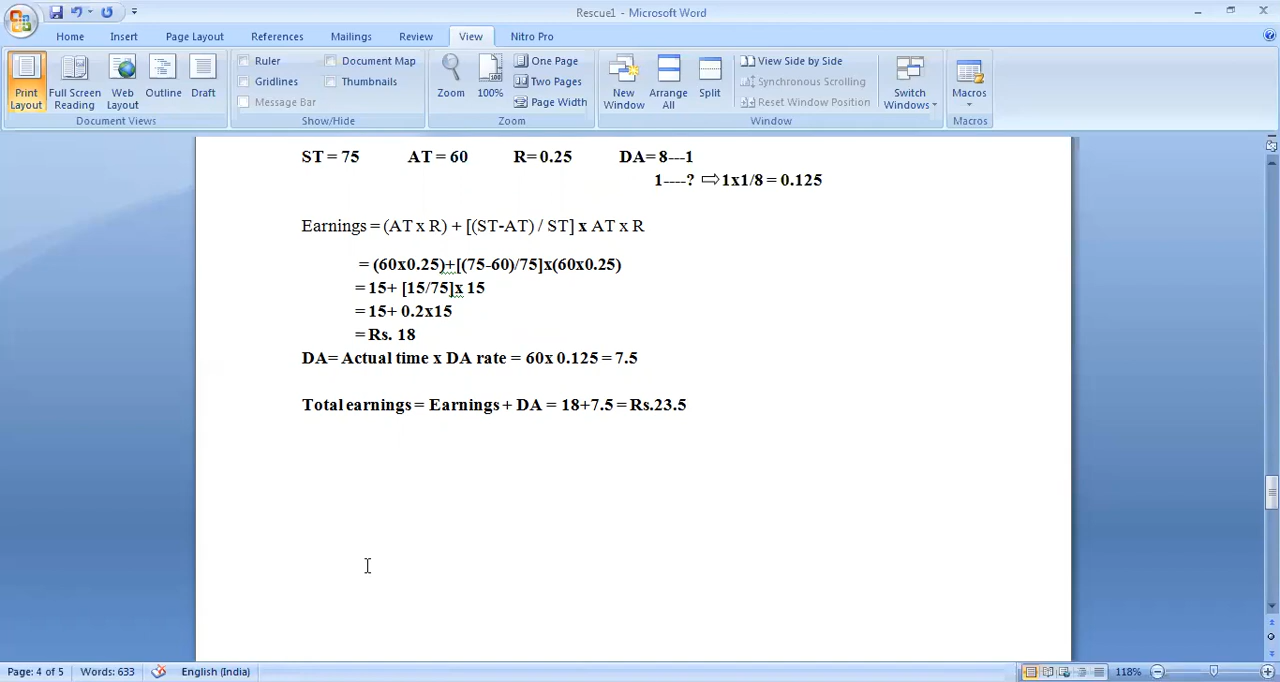 Rescue1 - Microsoft Word
Home Insert Page Layout References Mailings Review View Nitro Pro
Print Layout Full Screen Reading Web Layout Outline Draft
Document Views
Ruler Document Map
Gridlines Thumbnails
Message Bar
Show/Hide
Zoom 100% One Page
Two Pages
Page Width
Zoom
New Window Arrange All Split
View Side by Side
Synchronous Scrolling
Reset Window Position
Switch Windows
Window
Macros
Macros
ST = 75 AT = 60 R= 0.25 DA= 8---1
1----? ⇨ 1x1/8 = 0.125
Earnings = (AT x R) + [(ST-AT) / ST] x AT x R
= (60x0.25)+[(75-60)/75]x(60x0.25)
= 15+ [15/75]x 15
= 15+ 0.2x15
= Rs. 18
DA= Actual time x DA rate = 60x 0.125 = 7.5
Total earnings = Earnings + DA = 18+7.5 = Rs.23.5
Page: 4 of 5 Words: 633 English (India) 118%